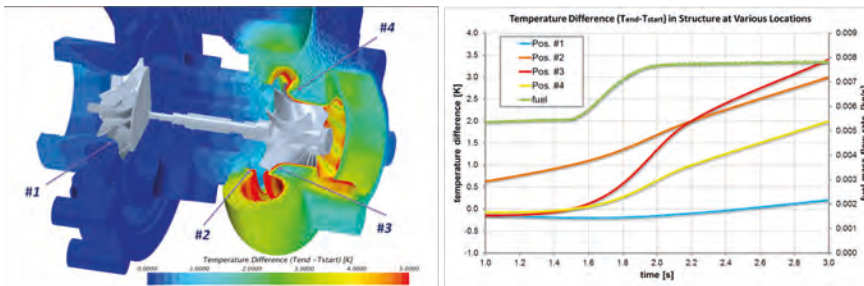 #4
#1
#2
#3
Temperature Difference (Tend -Tstart) [K]
0.0000 1.0000 2.0000 3.0000 4.0000 5.0000
Temperature Difference (Tend-Tstart) in Structure at Various Locations
Pos. #1
Pos. #2
Pos. #3
Pos. #4
fuel
temperature difference [K]
4.0
3.5
3.0
2.5
2.0
1.5
1.0
0.5
0.0
-0.5
-1.0
0.009
0.008
0.007
0.006
0.005
0.004
0.003
0.002
0.001
0.000
fuel mass flow rate
1.0 1.2 1.4 1.6 1.8 2.0 2.2 2.4 2.6 2.8 3.0
time [s]